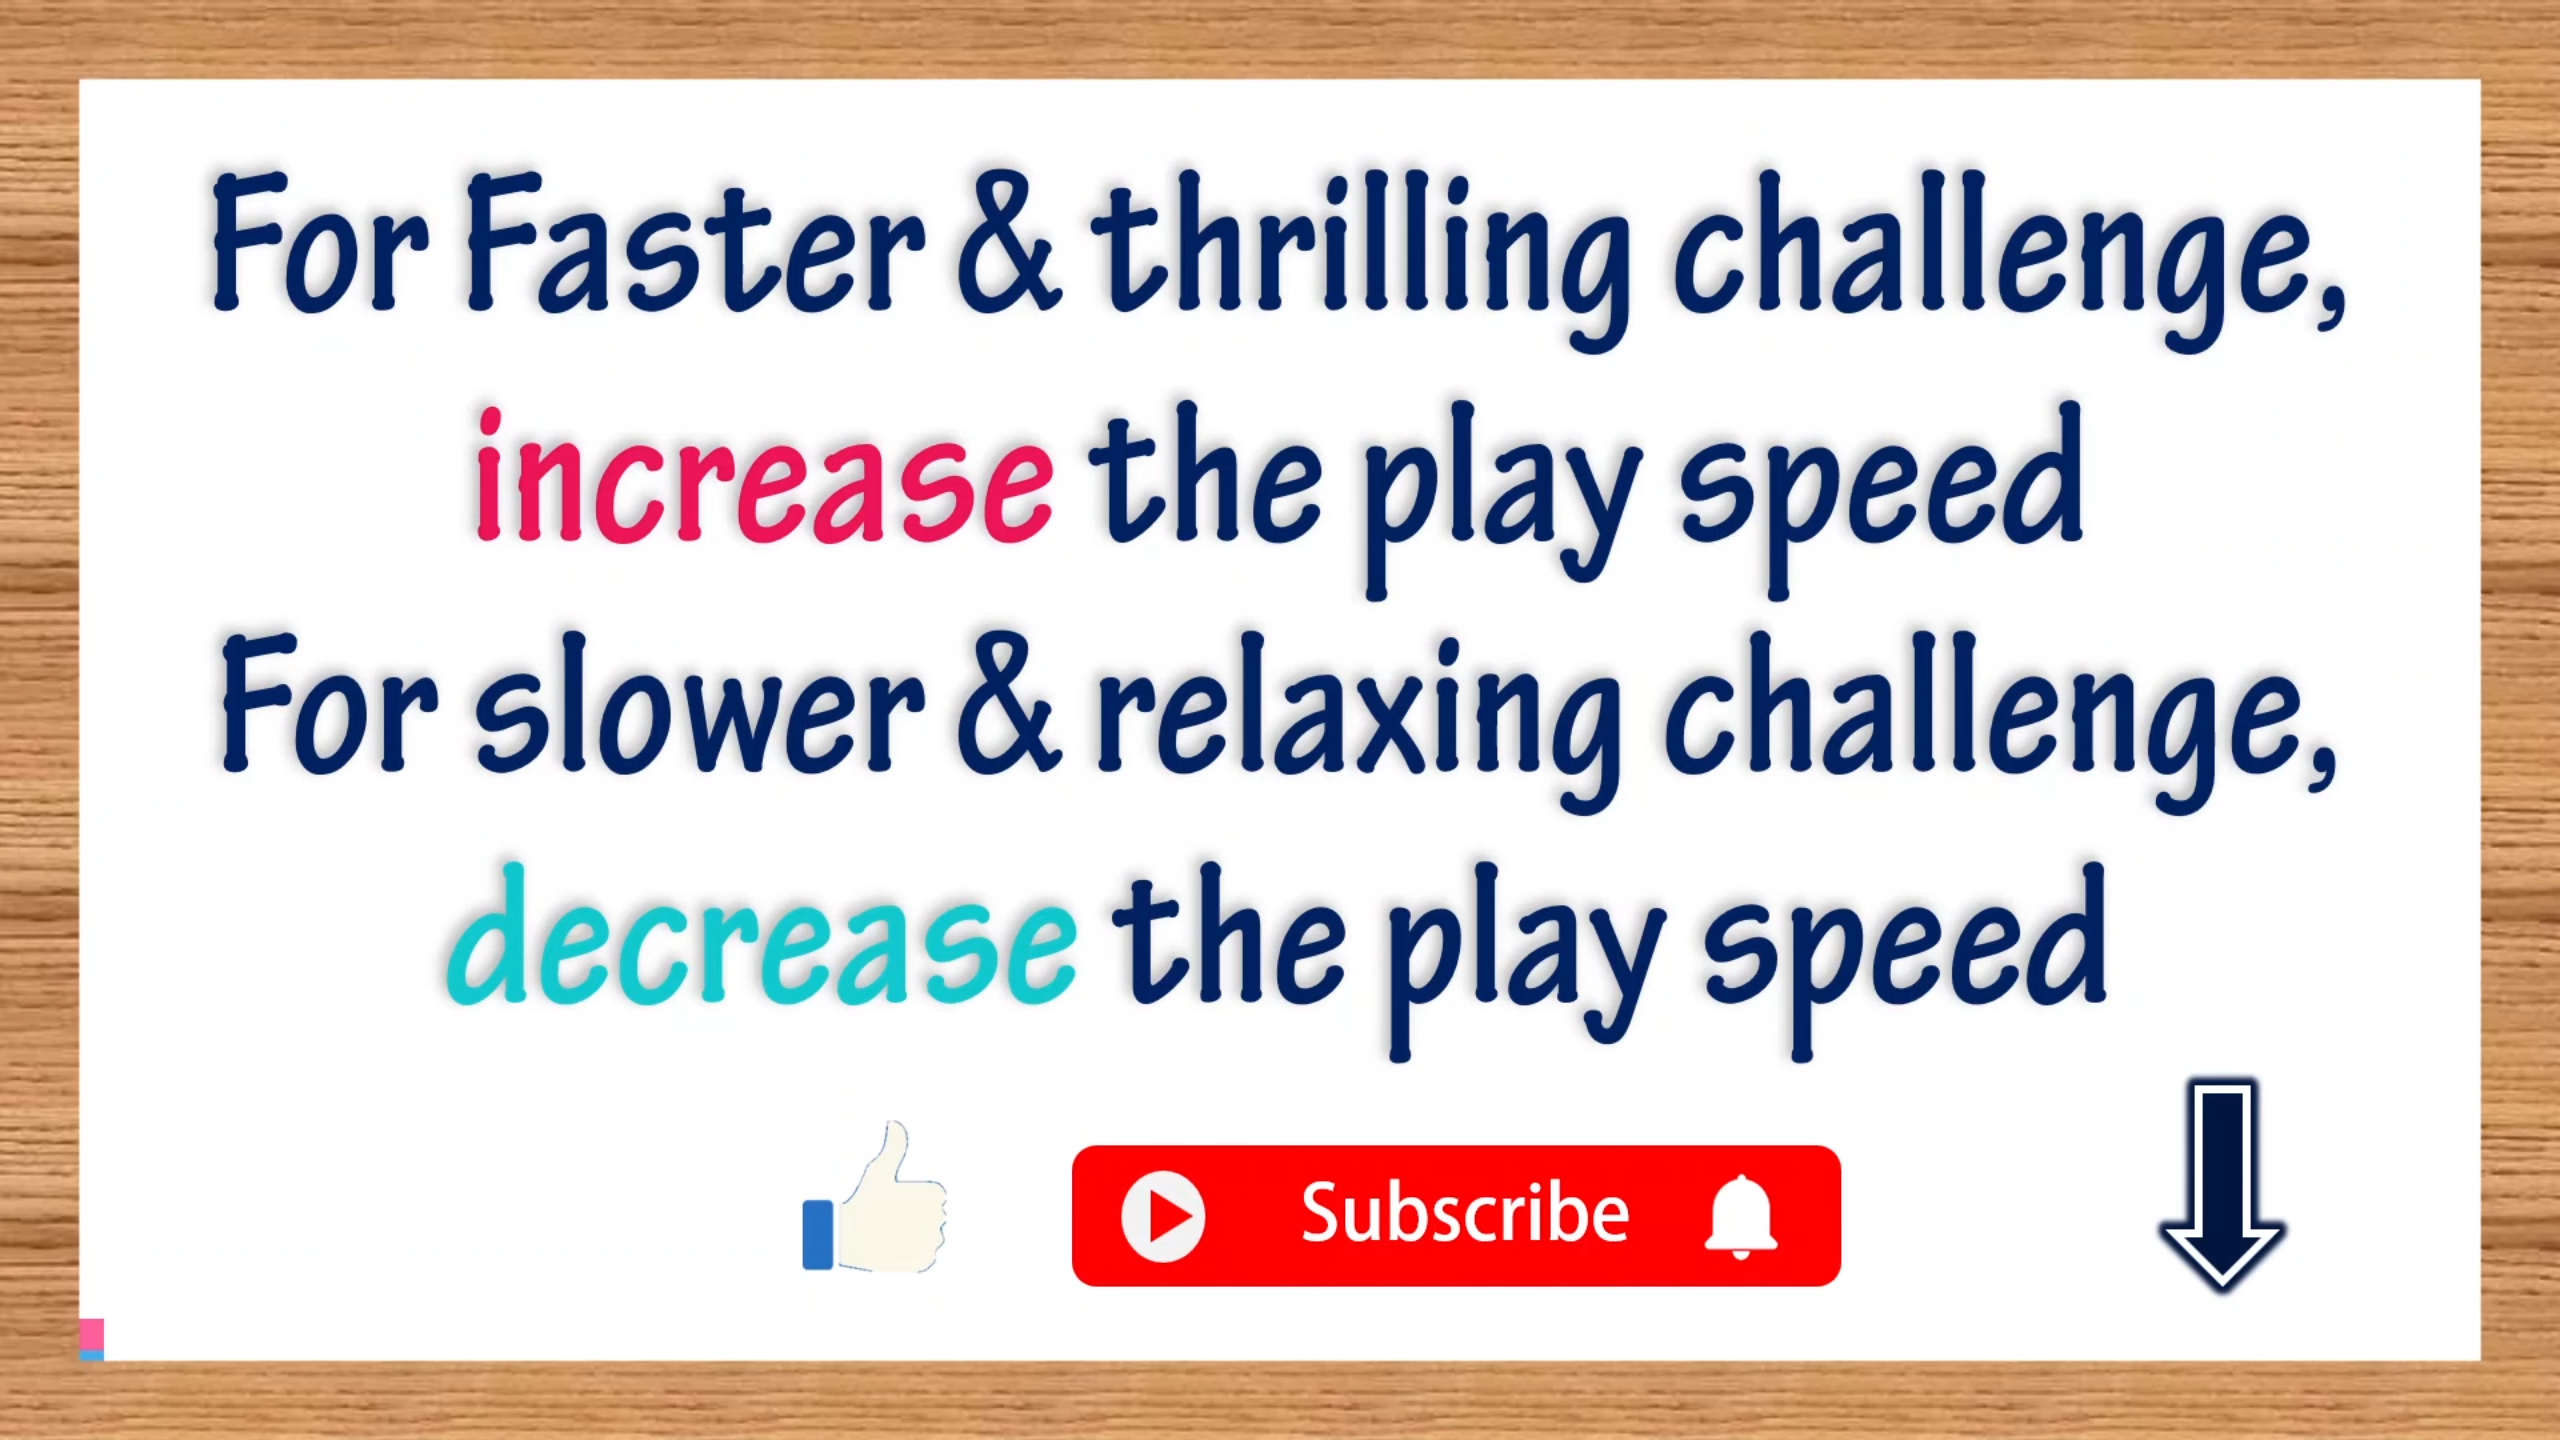 For Faster & thrilling challenge,
increase the play speed
For slower & relaxing challenge,
decrease the play speed
Subscribe